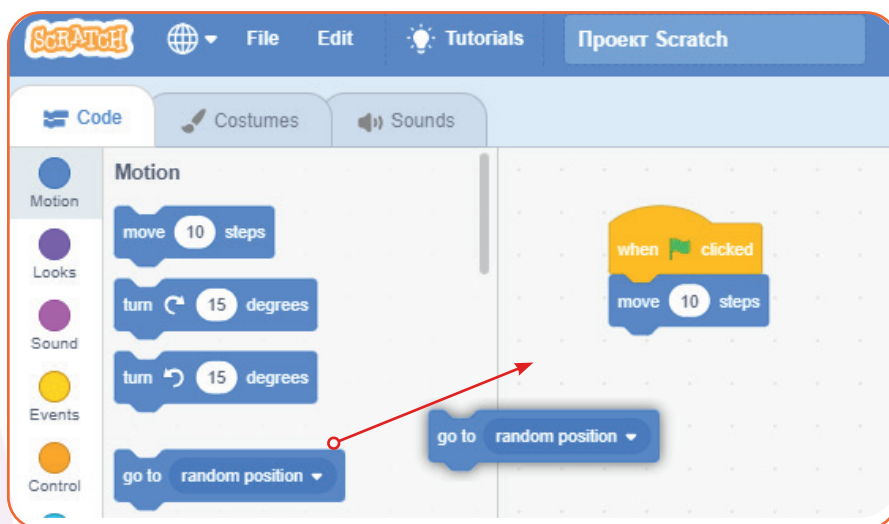 SCRATCH File Edit Tutorials Проект Scratch
Code Costumes Sounds
Motion
Looks
Sound
Events
Control
Motion
move 10 steps
turn 15 degrees
turn 15 degrees
go to random position
when clicked
move 10 steps
go to random position